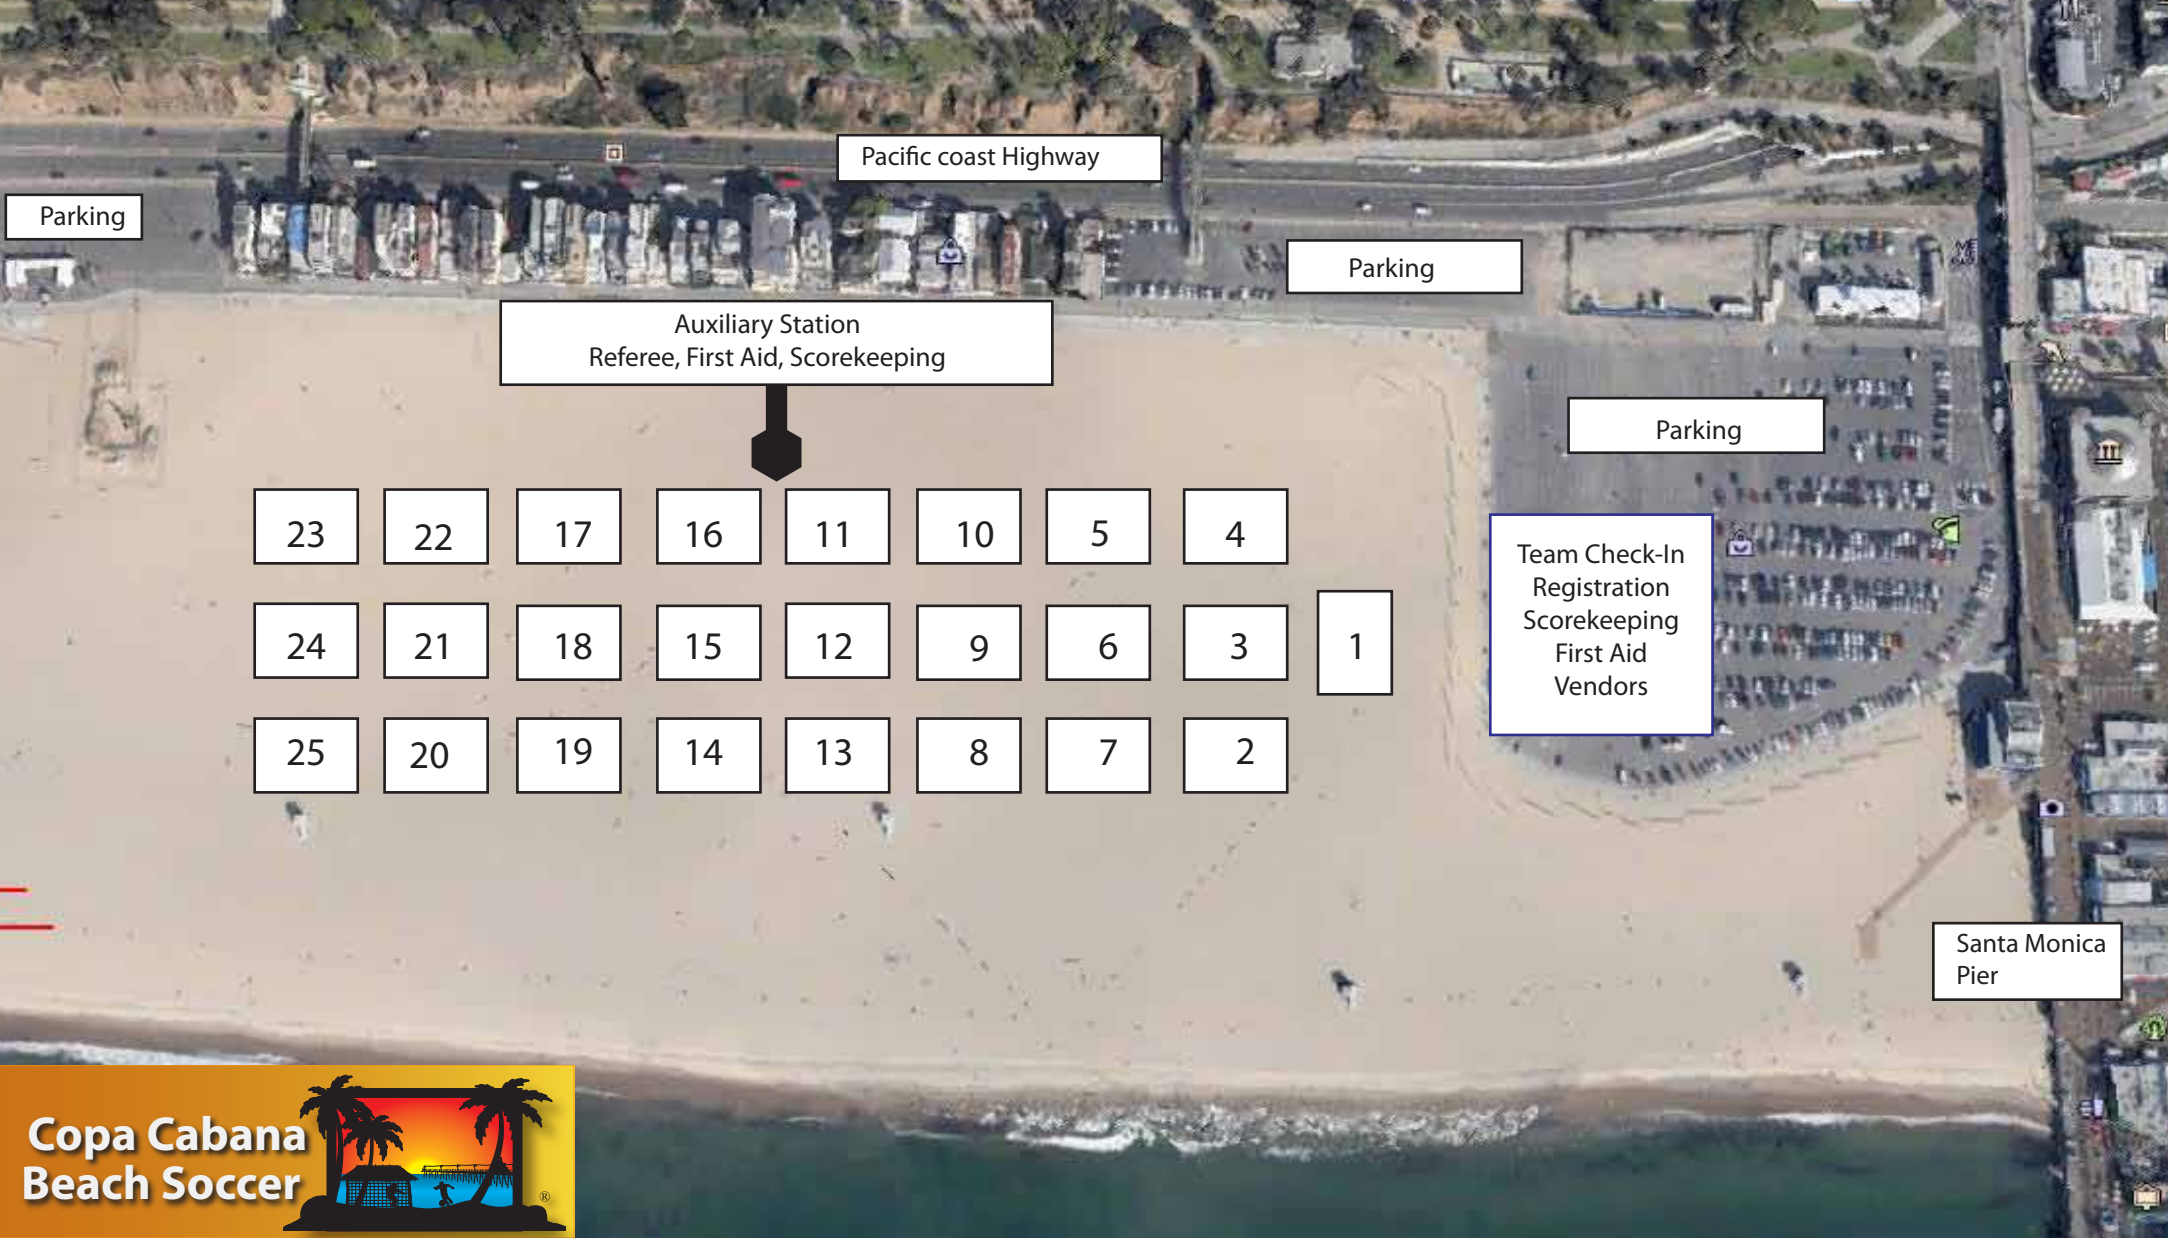 Pacific coast Highway
Parking
Parking
Auxiliary Station
Referee, First Aid, Scorekeeping
Parking
23
22
17
16
11
10
5
4
Team Check-In
Registration
Scorekeeping
First Aid
Vendors
24
21
18
15
12
9
6
3
1
25
20
19
14
13
8
7
2
Santa Monica
Pier
Copa Cabana
Beach Soccer
®